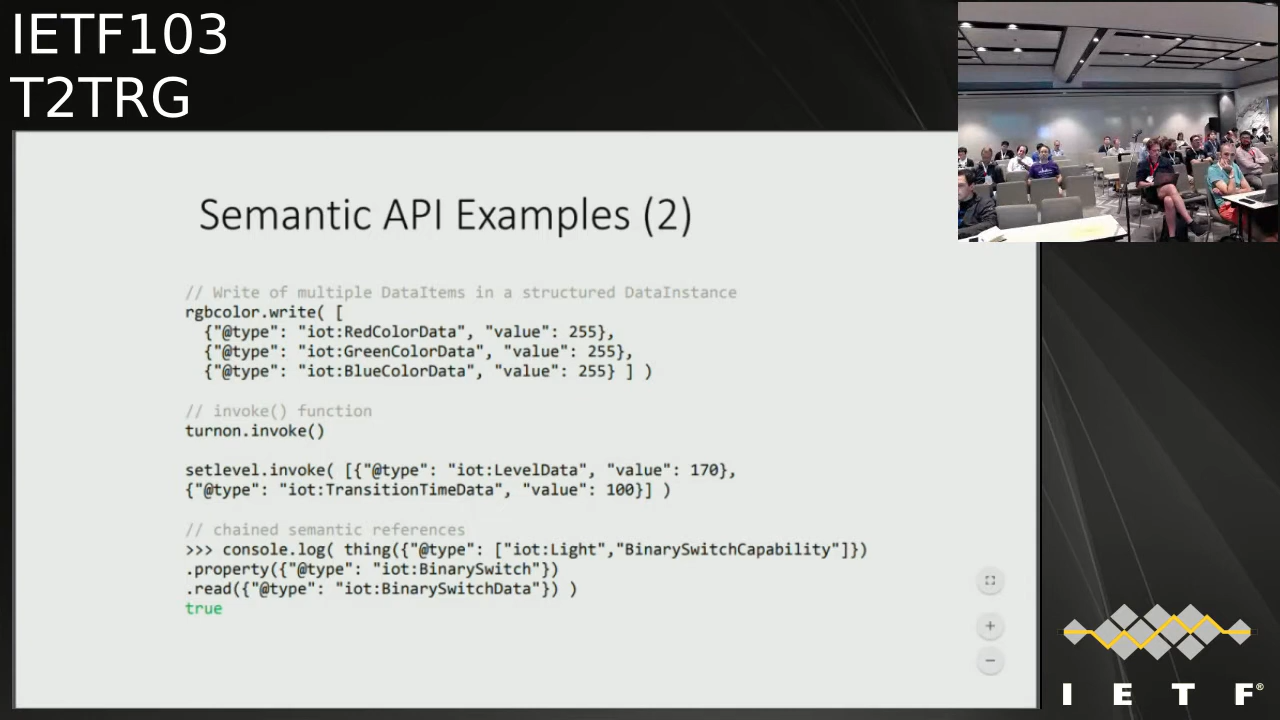 IETF103
T2TRG
Semantic API Examples (2)
// Write of multiple DataItems in a structured DataInstance
rgbcolor.write( [
{"@type": "iot:RedColorData", "value": 255},
{"@type": "iot:GreenColorData", "value": 255},
{"@type": "iot:BlueColorData", "value": 255} ] )
// invoke() function
turnon.invoke()
setlevel.invoke( [{"@type": "iot:LevelData", "value": 170},
{"@type": "iot:TransitionTimeData", "value": 100}] )
// chained semantic references
>>> console.log( thing({"@type": ["iot:Light","BinarySwitchCapability"]})
.property({"@type": "iot:BinarySwitch"})
.read({"@type": "iot:BinarySwitchData"}) )
true
I E T F®